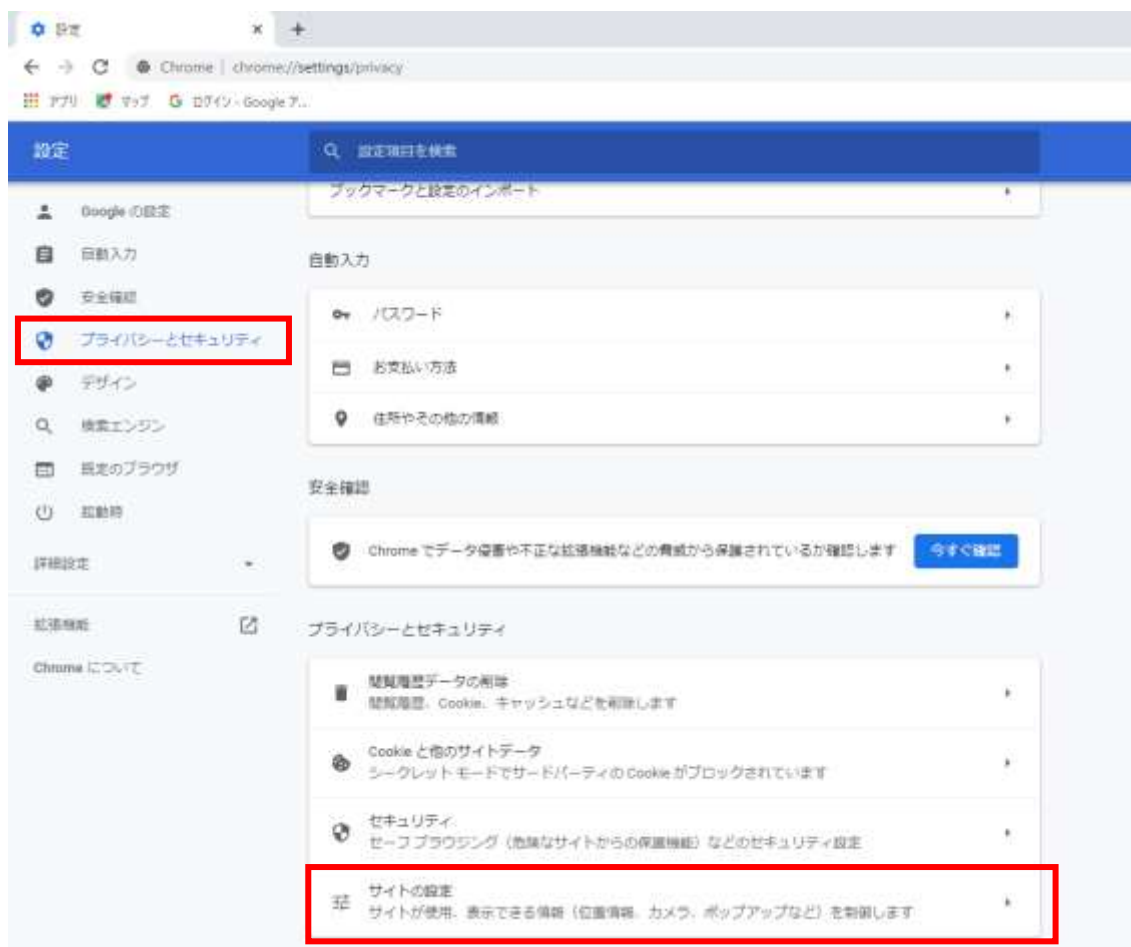 設定
Chrome | chrome://settings/privacy
アプリ マップ ログイン - Google ア...
設定
設定項目を検索
ブックマークと設定のインポート
Google の設定
自動入力
安全確認
プライバシーとセキュリティ
デザイン
検索エンジン
既定のブラウザ
起動時
詳細設定
拡張機能
Chrome について
自動入力
パスワード
お支払い方法
住所やその他の情報
安全確認
Chrome でデータ侵害や不正な拡張機能などの脅威から保護されているか確認します
今すぐ確認
プライバシーとセキュリティ
閲覧履歴データの削除
閲覧履歴、Cookie、キャッシュなどを削除します
Cookie と他のサイトデータ
シークレット モードでサードパーティの Cookie がブロックされています
セキュリティ
セーフ ブラウジング(危険なサイトからの保護機能)などのセキュリティ設定
サイトの設定
サイトが使用、表示できる情報(位置情報、カメラ、ポップアップなど)を制御します